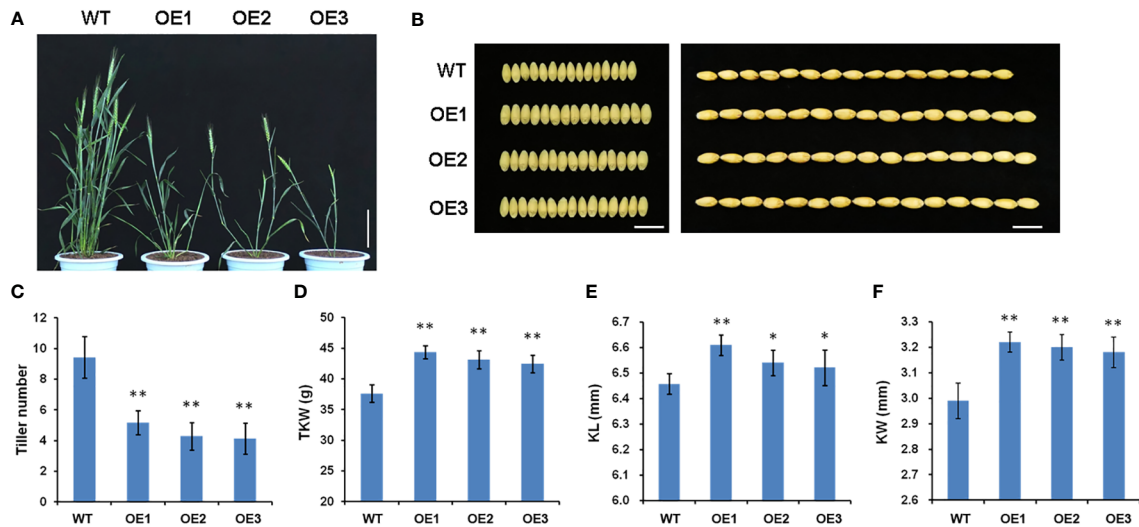 A
WT OE1 OE2 OE3
B
WT
OE1
OE2
OE3
C
Tiller number
12
10
8
6
4
2
0
** ** **
WT OE1 OE2 OE3
D
TKW (g)
50
45
40
35
30
25
20
** ** **
WT OE1 OE2 OE3
E
KL (mm)
6.7
6.6
6.5
6.4
6.3
6.2
6.1
6.0
** * *
WT OE1 OE2 OE3
F
KW (mm)
3.3
3.2
3.1
3.0
2.9
2.8
2.7
2.6
** ** **
WT OE1 OE2 OE3